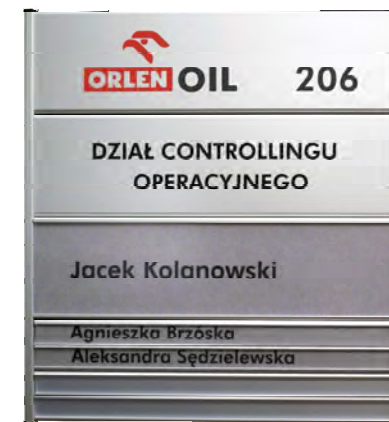 ORLEN OIL 206
DZIAŁ CONTROLLINGU
OPERACYJNEGO
Jacek Kolanowski
Agnieszka Brzóska
Aleksandra Sędzielewska